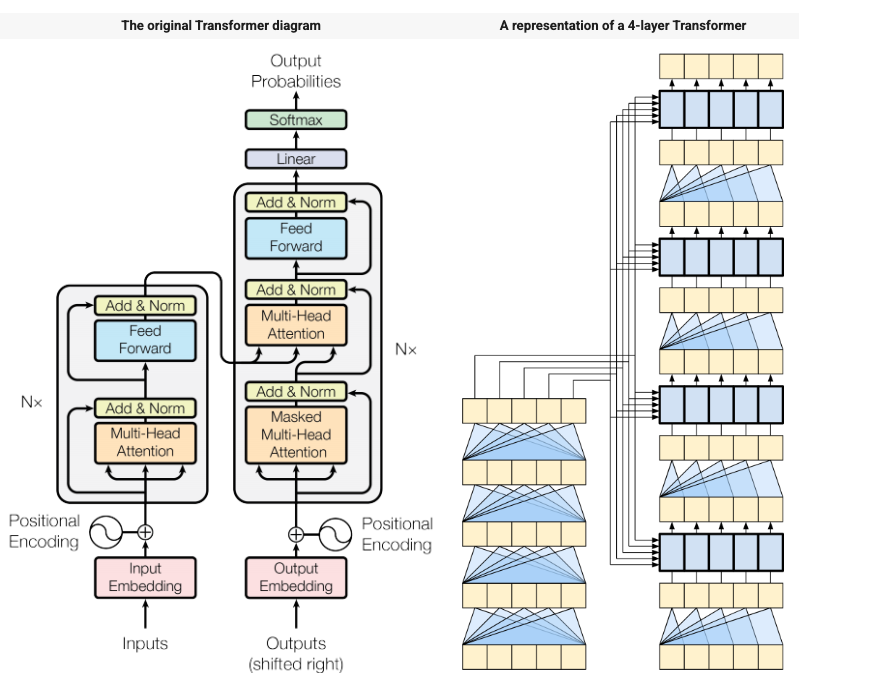 The original Transformer diagram
A representation of a 4-layer Transformer
Output
Probabilities
Softmax
Linear
Add & Norm
Feed
Forward
Add & Norm
Multi-Head
Attention
Add & Norm
Masked
Multi-Head
Attention
N×
Add & Norm
Feed
Forward
N×
Add & Norm
Multi-Head
Attention
Positional
Encoding
Positional
Encoding
Input
Embedding
Output
Embedding
Inputs
Outputs
(shifted right)